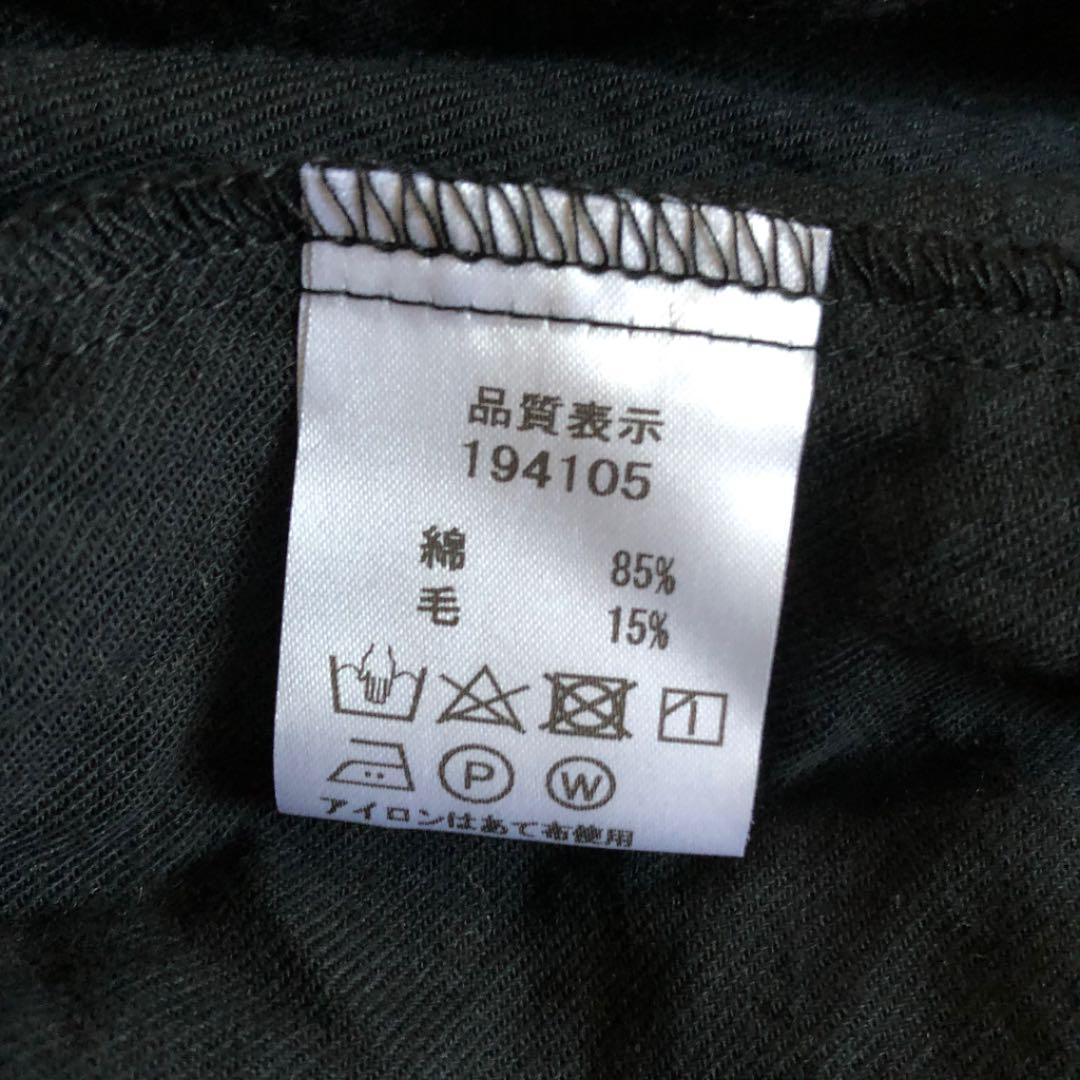 品質表示
194105
綿 85%
毛 15%
P W
アイロンはあて布使用